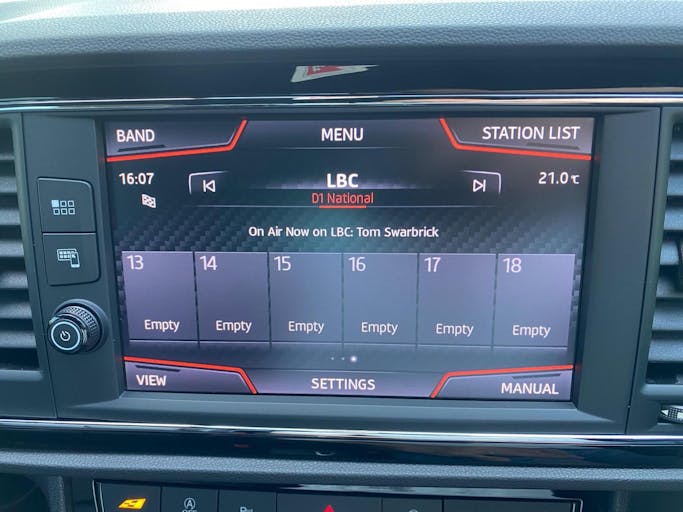 BAND MENU STATION LIST
16:07 LBC 21.0℃
D1 National
On Air Now on LBC: Tom Swarbrick
13 14 15 16 17 18
Empty Empty Empty Empty Empty Empty
VIEW SETTINGS MANUAL